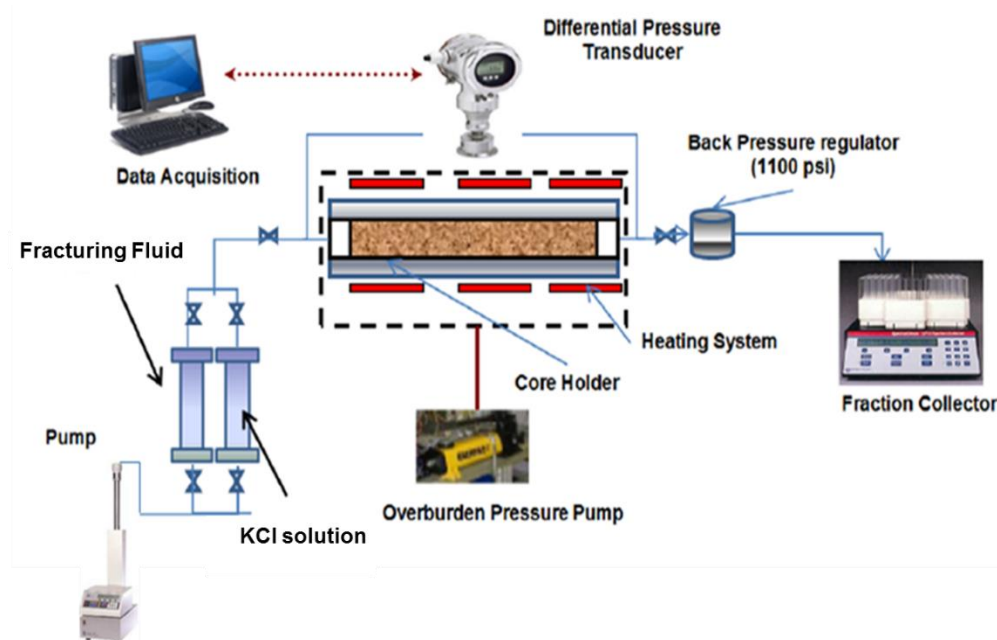 Differential Pressure
Transducer
Data Acquisition
Back Pressure regulator
(1100 psi)
Fracturing Fluid
Heating System
Core Holder
Fraction Collector
Pump
Overburden Pressure Pump
KCl solution